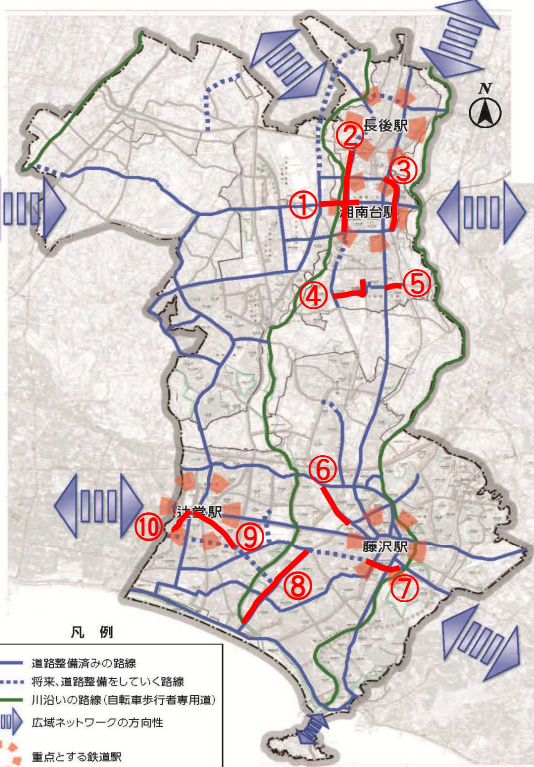 N
長後駅
②
③
①
湘南台駅
④
⑤
⑥
辻堂駅
⑩
⑨
藤沢駅
⑧
⑦
凡 例
道路整備済みの路線
将来、道路整備をしていく路線
川沿いの路線(自転車歩行者専用道)
広域ネットワークの方向性
重点とする鉄道駅